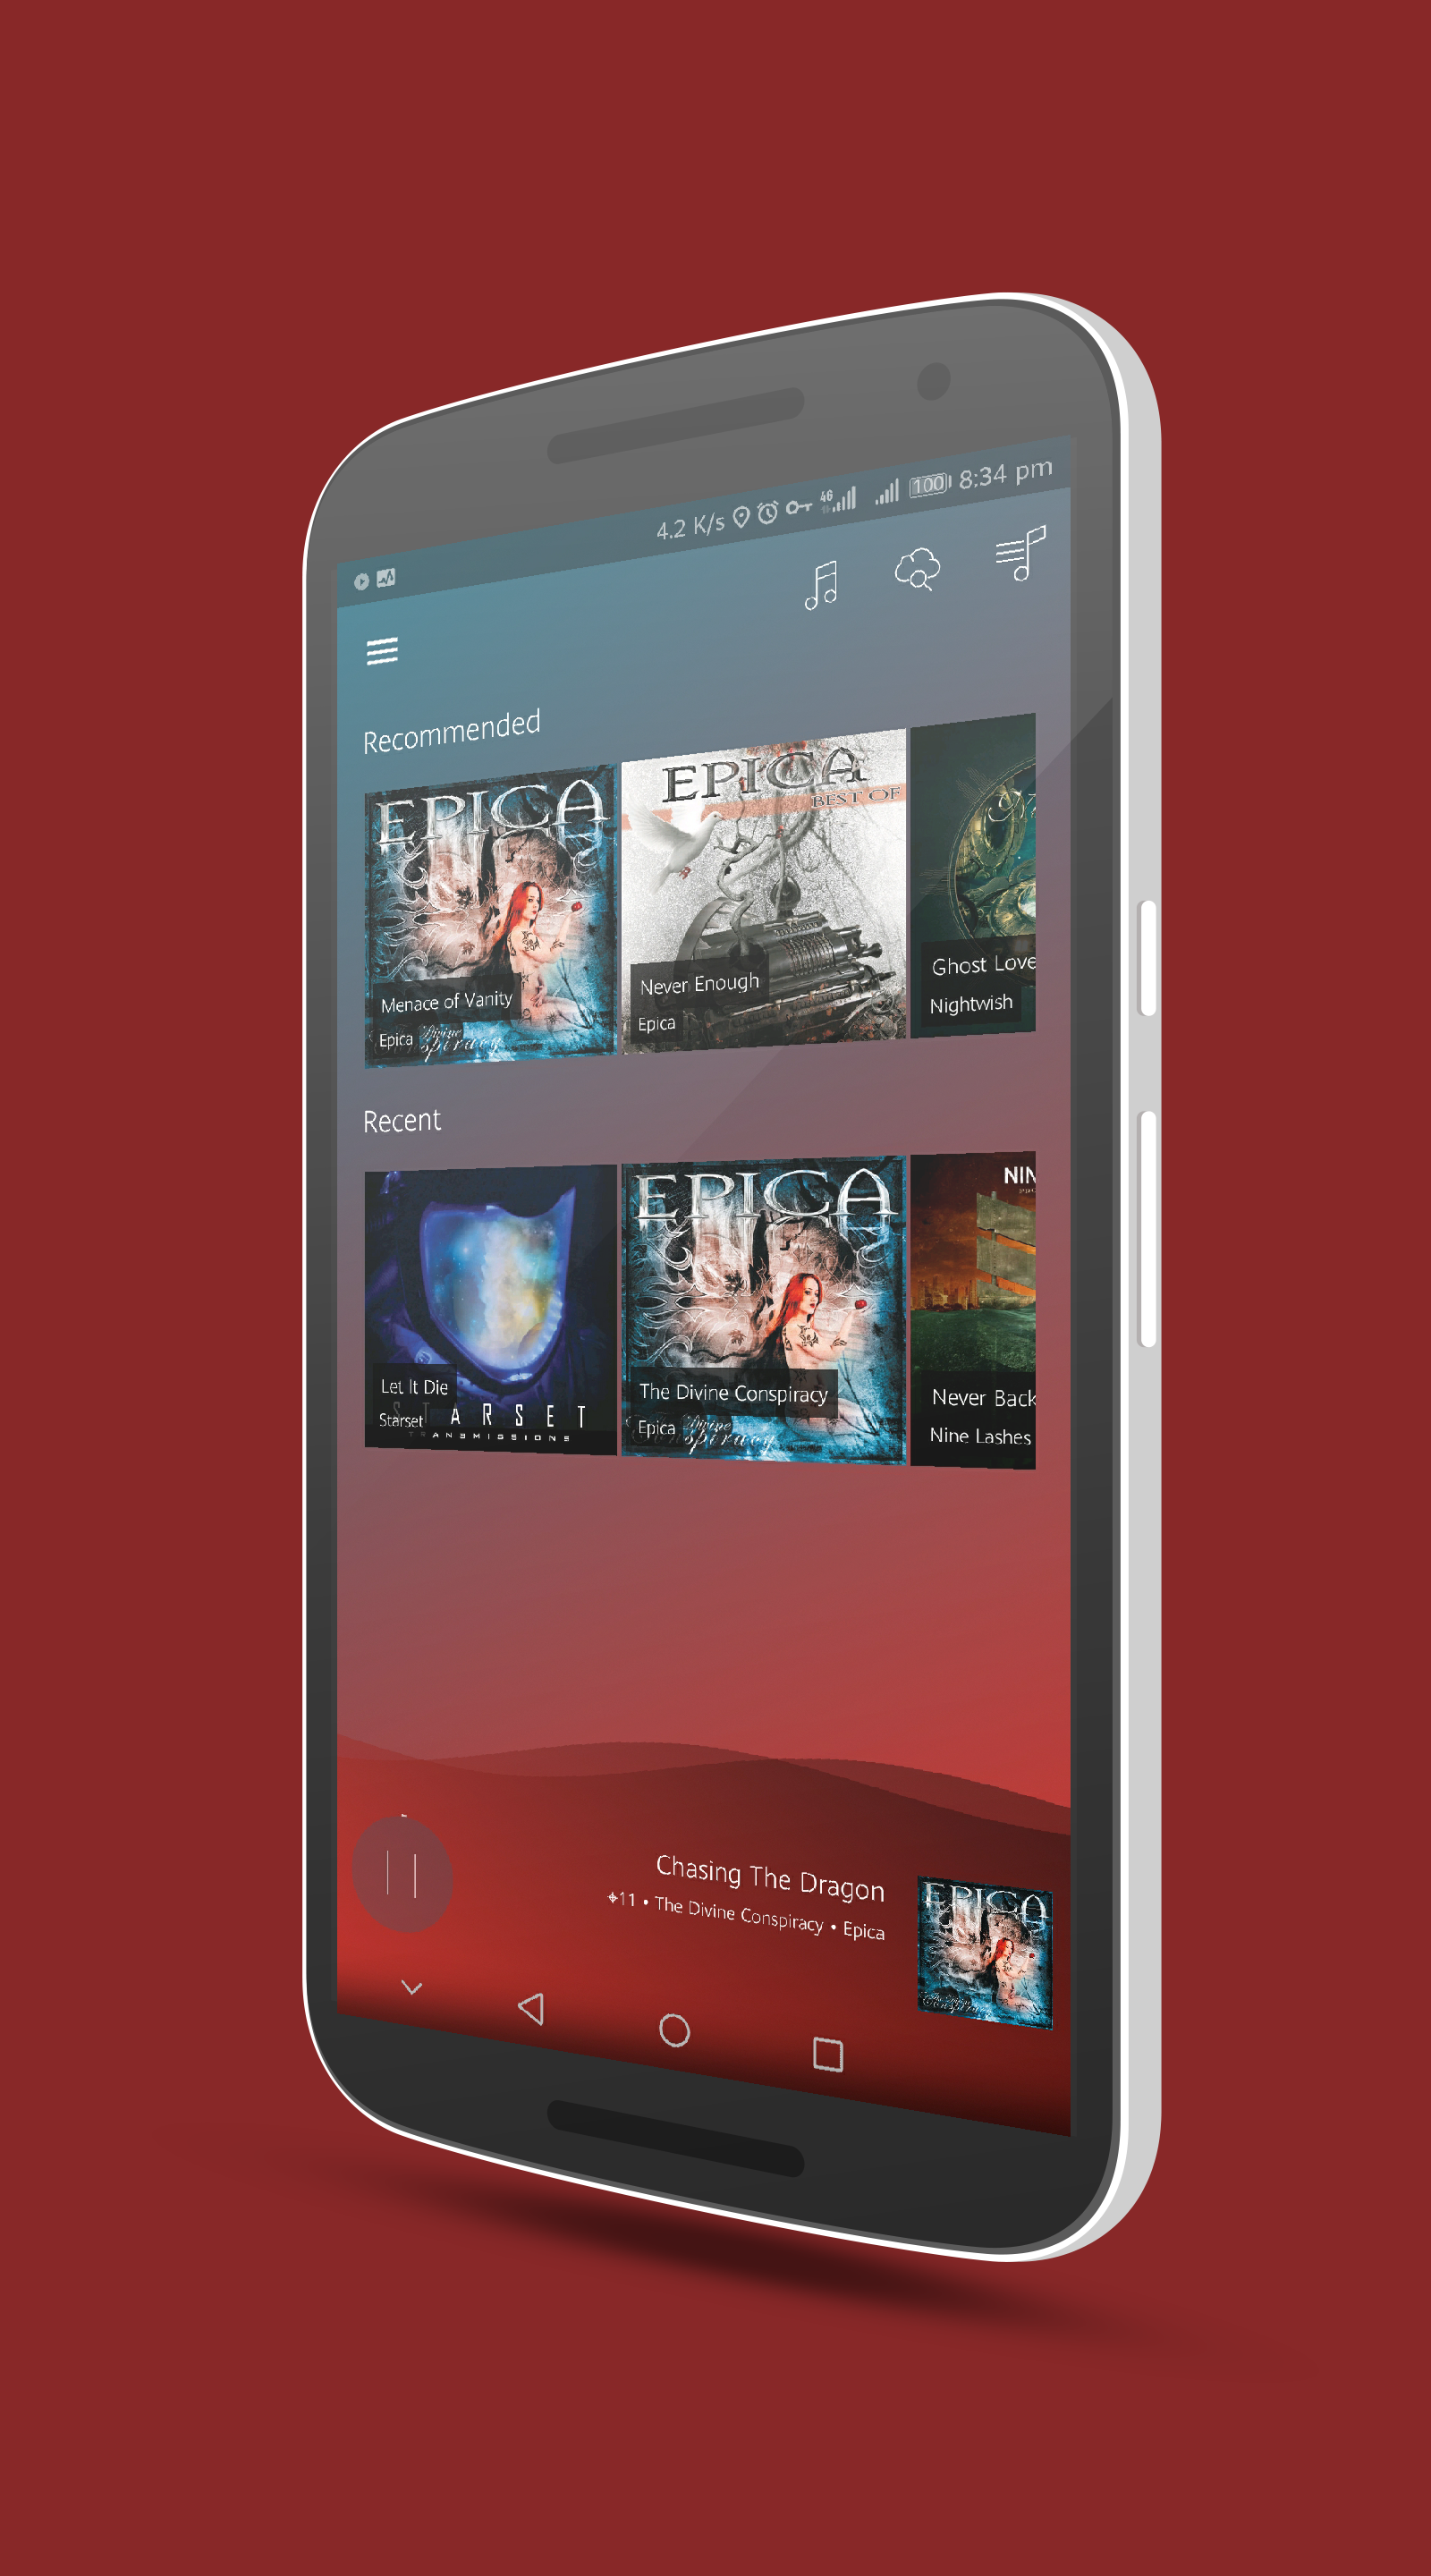 4.2 K/s 4G 100 8:34 pm
Recommended
EPICA
Menace of Vanity
Epica
EPICA
BEST OF
Never Enough
Epica
Ghost Love
Nightwish
Recent
Let It Die
Starset
STARSET
TRANSMISSIONS
EPICA
The Divine Conspiracy
Epica
NIN
Never Back
Nine Lashes
Chasing The Dragon
⌖11 • The Divine Conspiracy • Epica
EPICA